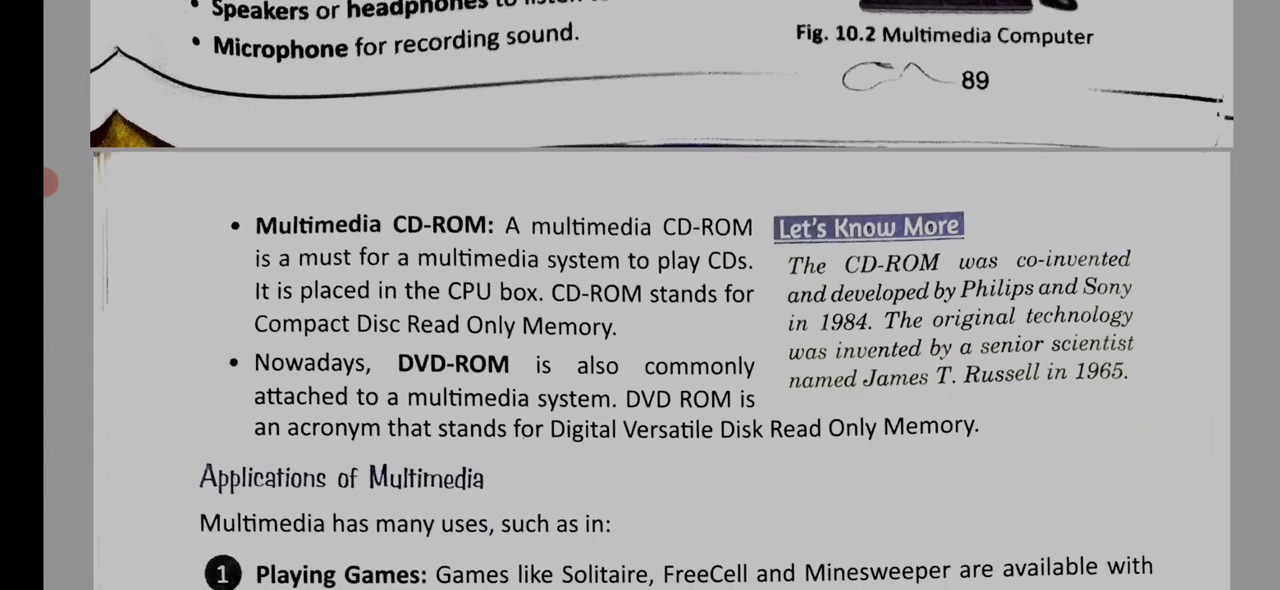 • Speakers or headphones to listen to
• Microphone for recording sound.
Fig. 10.2 Multimedia Computer
89
• Multimedia CD-ROM: A multimedia CD-ROM
is a must for a multimedia system to play CDs.
It is placed in the CPU box. CD-ROM stands for
Compact Disc Read Only Memory.
• Nowadays, DVD-ROM is also commonly
attached to a multimedia system. DVD ROM is
an acronym that stands for Digital Versatile Disk Read Only Memory.
Let's Know More
The CD-ROM was co-invented
and developed by Philips and Sony
in 1984. The original technology
was invented by a senior scientist
named James T. Russell in 1965.
Applications of Multimedia
Multimedia has many uses, such as in:
1 Playing Games: Games like Solitaire, FreeCell and Minesweeper are available with